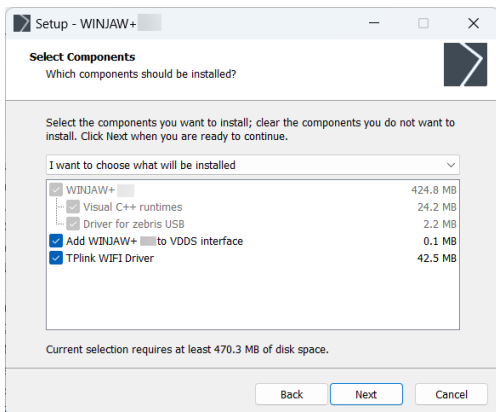 Setup - WINJAW+
Select Components
Which components should be installed?
Select the components you want to install; clear the components you do not want to
install. Click Next when you are ready to continue.
I want to choose what will be installed
WINJAW+ 424.8 MB
Visual C++ runtimes 24.2 MB
Driver for zebris USB 2.2 MB
Add WINJAW+ to VDDS interface 0.1 MB
TPlink WIFI Driver 42.5 MB
Current selection requires at least 470.3 MB of disk space.
Back Next Cancel